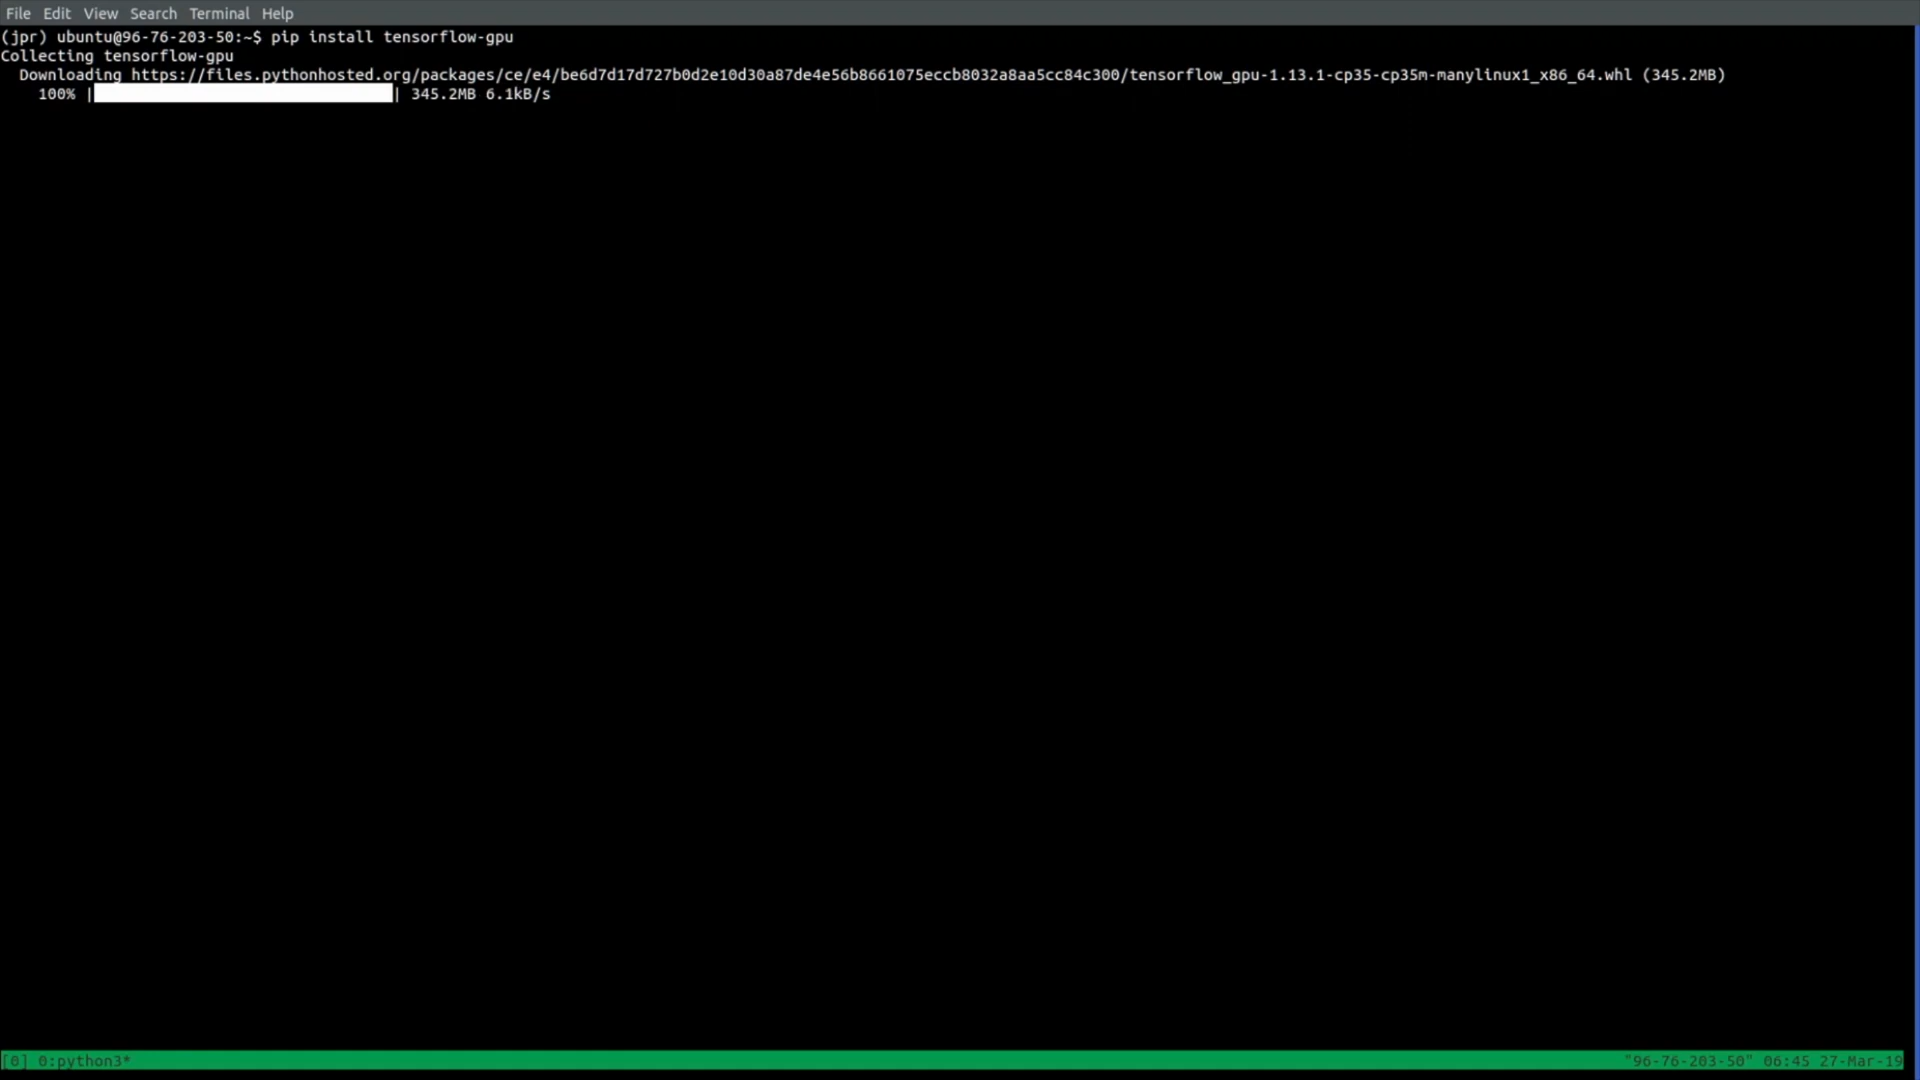 File Edit View Search Terminal Help
(jpr) ubuntu@96-76-203-50:~$ pip install tensorflow-gpu
Collecting tensorflow-gpu
Downloading https://files.pythonhosted.org/packages/ce/e4/be6d7d17d727b0d2e10d30a87de4e56b8661075eccb8032a8aa5cc84c300/tensorflow_gpu-1.13.1-cp35-cp35m-manylinux1_x86_64.whl (345.2MB)
100% |████████████████████████████████| 345.2MB 6.1kB/s
[0] 0:python3* "96-76-203-50" 06:45 27-Mar-19